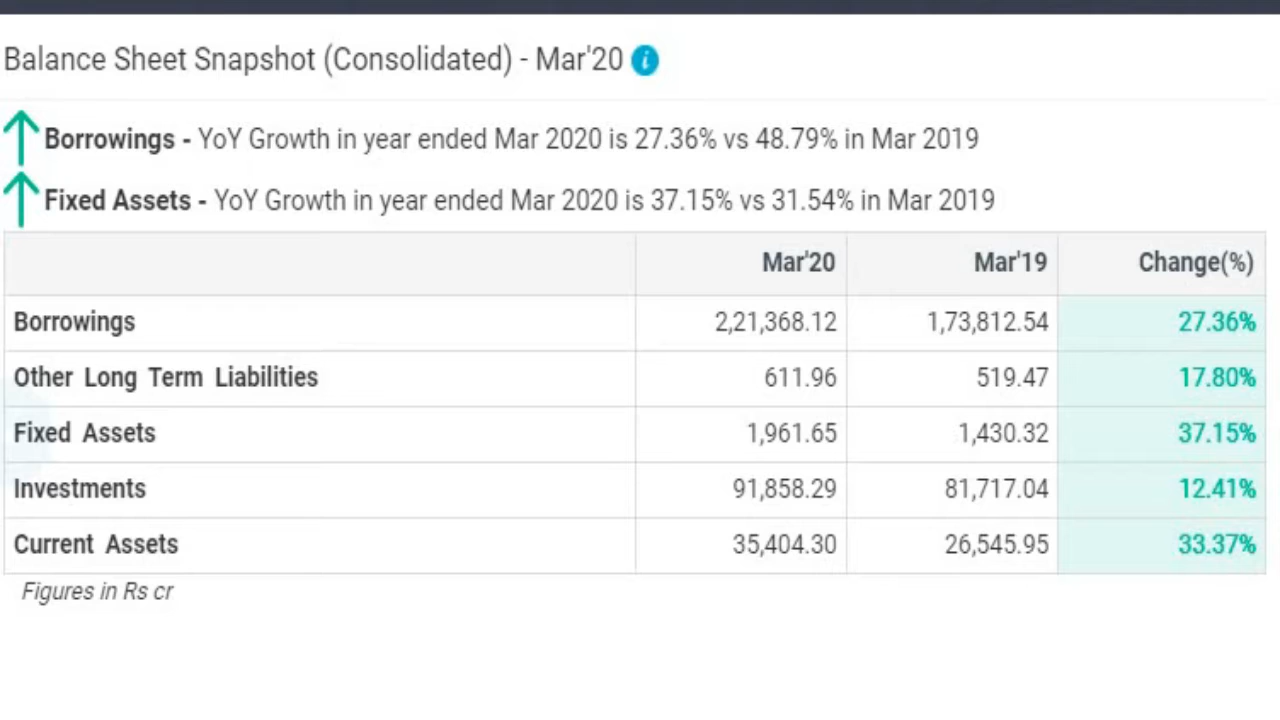 Balance Sheet Snapshot (Consolidated) - Mar'20 i
Borrowings - YoY Growth in year ended Mar 2020 is 27.36% vs 48.79% in Mar 2019
Fixed Assets - YoY Growth in year ended Mar 2020 is 37.15% vs 31.54% in Mar 2019
Mar'20 Mar'19 Change(%)
Borrowings 2,21,368.12 1,73,812.54 27.36%
Other Long Term Liabilities 611.96 519.47 17.80%
Fixed Assets 1,961.65 1,430.32 37.15%
Investments 91,858.29 81,717.04 12.41%
Current Assets 35,404.30 26,545.95 33.37%
Figures in Rs cr